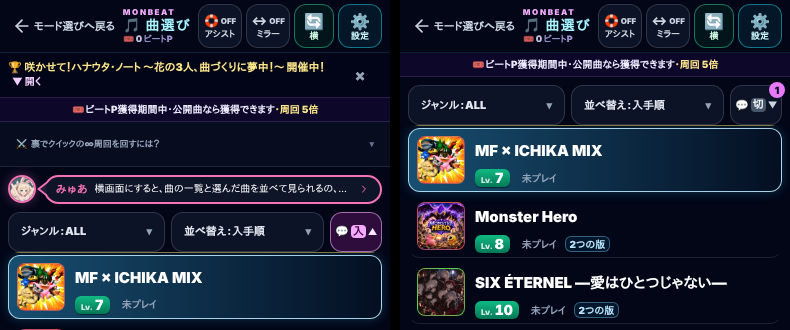 ← モード選びへ戻る
MONBEAT
🎵 曲選び
🎟️ 0 ビートP
🛟 OFF
アシスト
↔ OFF
ミラー
🔄
横
⚙️
設定
🏆 咲かせて!ハナウタ・ノート 〜花の3人、曲づくりに夢中!〜 開催中!
▼ 開く
✖
🎟️ビートP獲得期間中・公開曲なら獲得できます・周回 5倍
⚔️ 裏でクイックの∞周回を回すには? ▼
みゅあ 横画面にすると、曲の一覧と選んだ曲を並べて見られるの、... >
ジャンル:ALL ▼
並べ替え:入手順 ▼
💬 入 ▲
MF × ICHIKA MIX
Lv. 7 未プレイ
← モード選びへ戻る
MONBEAT
🎵 曲選び
🎟️ 0 ビートP
🛟 OFF
アシスト
↔ OFF
ミラー
🔄
横
⚙️
設定
🎟️ビートP獲得期間中・公開曲なら獲得できます・周回 5倍
ジャンル:ALL ▼
並べ替え:入手順 ▼
💬 切 ▼
1
MF × ICHIKA MIX
Lv. 7 未プレイ
Monster Hero
Lv. 8 未プレイ 2つの版
SIX ÉTERNEL —愛はひとつじゃない—
Lv. 10 未プレイ 2つの版